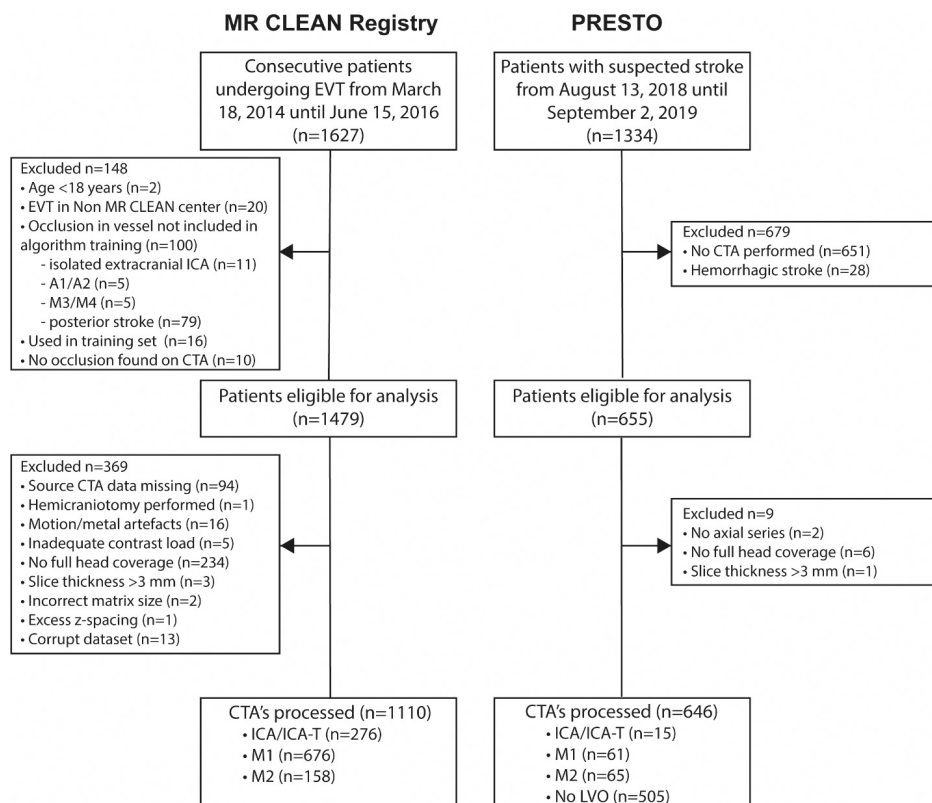 MR CLEAN Registry
Consecutive patients
undergoing EVT from March
18, 2014 until June 15, 2016
(n=1627)
Excluded n=148
• Age <18 years (n=2)
• EVT in Non MR CLEAN center (n=20)
• Occlusion in vessel not included in
algorithm training (n=100)
- isolated extracranial ICA (n=11)
- A1/A2 (n=5)
- M3/M4 (n=5)
- posterior stroke (n=79)
• Used in training set (n=16)
• No occlusion found on CTA (n=10)
Patients eligible for analysis
(n=1479)
Excluded n=369
• Source CTA data missing (n=94)
• Hemicraniotomy performed (n=1)
• Motion/metal artefacts (n=16)
• Inadequate contrast load (n=5)
• No full head coverage (n=234)
• Slice thickness >3 mm (n=3)
• Incorrect matrix size (n=2)
• Excess z-spacing (n=1)
• Corrupt dataset (n=13)
CTA's processed (n=1110)
• ICA/ICA-T (n=276)
• M1 (n=676)
• M2 (n=158)
PRESTO
Patients with suspected stroke
from August 13, 2018 until
September 2, 2019
(n=1334)
Excluded n=679
• No CTA performed (n=651)
• Hemorrhagic stroke (n=28)
Patients eligible for analysis
(n=655)
Excluded n=9
• No axial series (n=2)
• No full head coverage (n=6)
• Slice thickness >3 mm (n=1)
CTA's processed (n=646)
• ICA/ICA-T (n=15)
• M1 (n=61)
• M2 (n=65)
• No LVO (n=505)